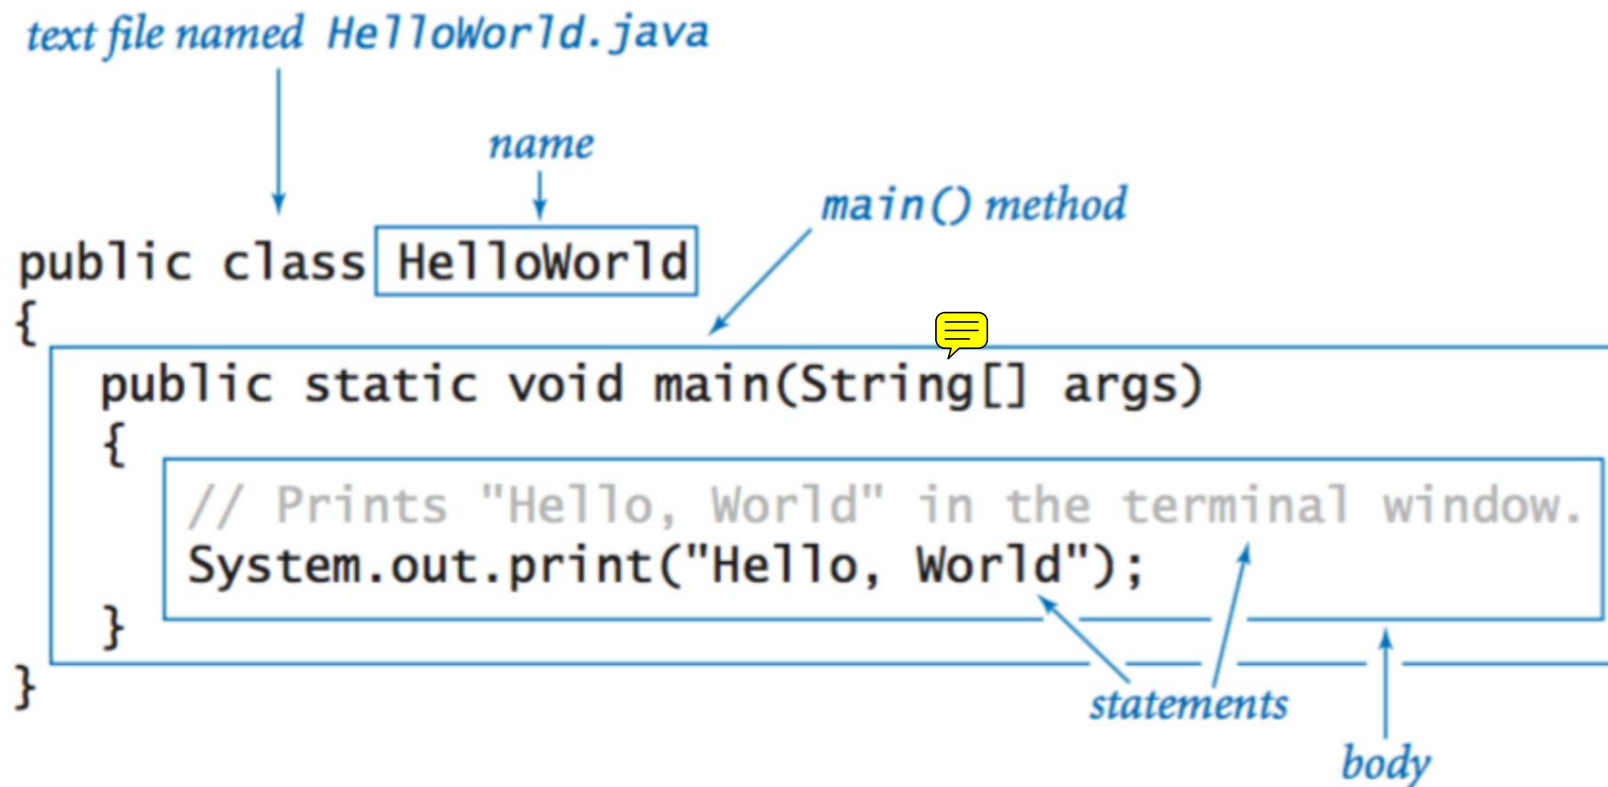 text file named HelloWorld.java
name
main() method
public class HelloWorld
{
public static void main(String[] args)
{
// Prints "Hello, World" in the terminal window.
System.out.print("Hello, World");
}
}
statements
body